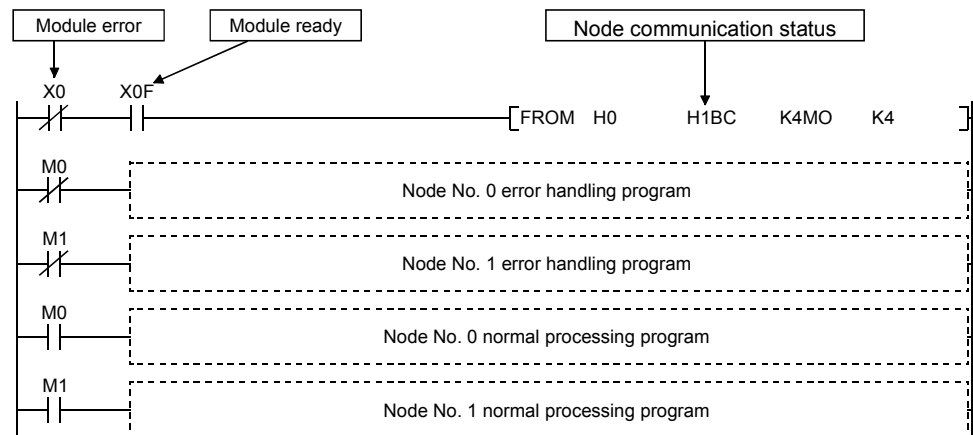 Module error Module ready Node communication status
X0 X0F
FROM H0 H1BC K4MO K4
M0
Node No. 0 error handling program
M1
Node No. 1 error handling program
M0
Node No. 0 normal processing program
M1
Node No. 1 normal processing program